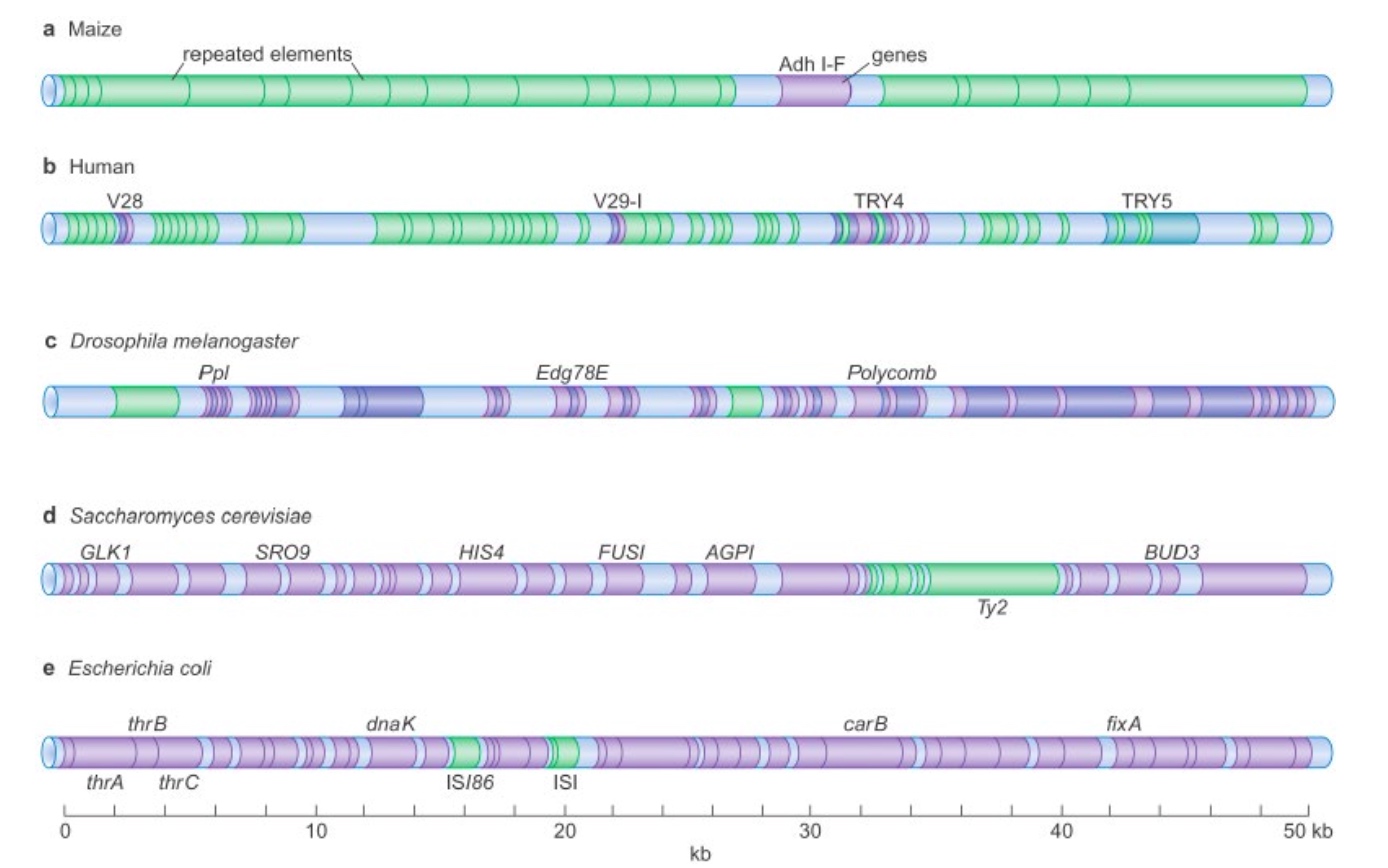 a Maize
repeated elements
Adh I-F
genes
b Human
V28 V29-I TRY4 TRY5
c Drosophila melanogaster
Ppl Edg78E Polycomb
d Saccharomyces cerevisiae
GLK1 SRO9 HIS4 FUSI AGPI BUD3
Ty2
e Escherichia coli
thrB dnaK carB fixA
thrA thrC ISI86 ISI
0 10 20 30 40 50 kb
kb